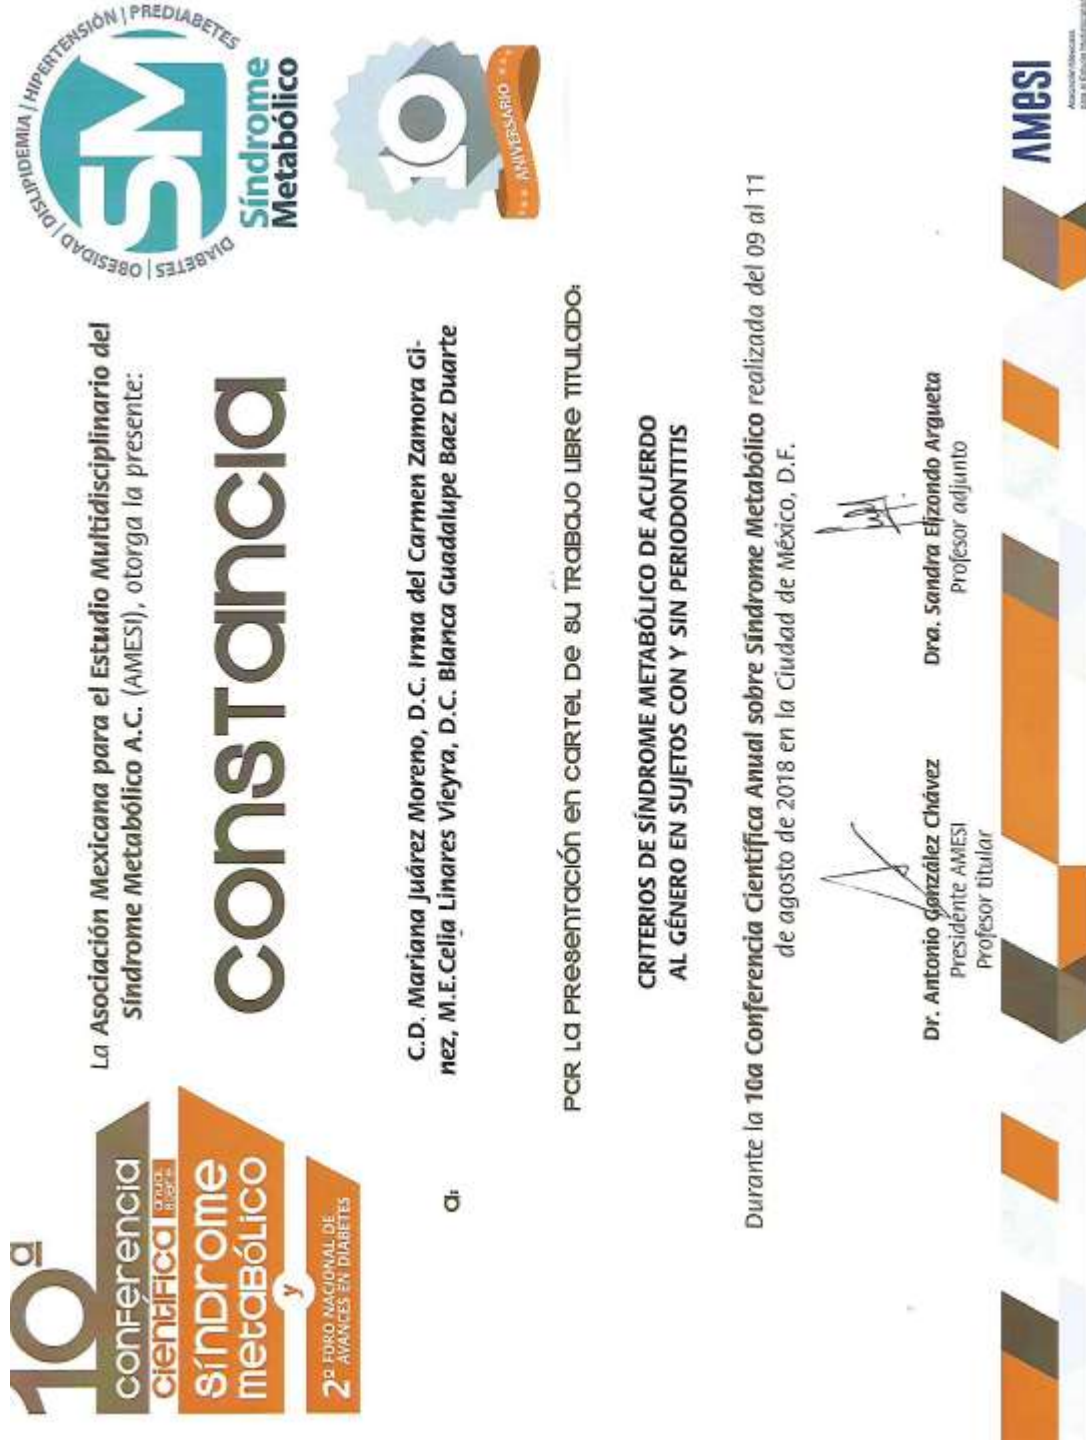 10a
conferencia
científica anual
síndrome
metabólico
y
2º FORO NACIONAL DE
AVANCES EN DIABETES
La Asociación Mexicana para el Estudio Multidisciplinario del
Síndrome Metabólico A.C. (AMESI), otorga la presente:
OBESIDAD | DISLIPIDEMIA | HIPERTENSIÓN | PREDIABETES
DIABETES
SM
Síndrome
Metabólico
constancia
10
ANIVERSARIO
a:
C.D. Mariana Juárez Moreno, D.C. Irma del Carmen Zamora Gi-
nez, M.E.Celia Linares Vieyra, D.C. Blanca Guadalupe Baez Duarte
POR La PResentación en cartel De su TRaBaJo LIBRe TITULaDO:
CRITERIOS DE SÍNDROME METABÓLICO DE ACUERDO
AL GÉNERO EN SUJETOS CON Y SIN PERIODONTITIS
Durante la 10a Conferencia Científica Anual sobre Síndrome Metabólico realizada del 09 al 11
de agosto de 2018 en la Ciudad de México, D.F.
Dr. Antonio González Chávez
Presidente AMESI
Profesor titular
Dra. Sandra Elizondo Argueta
Profesor adjunto
AMESI